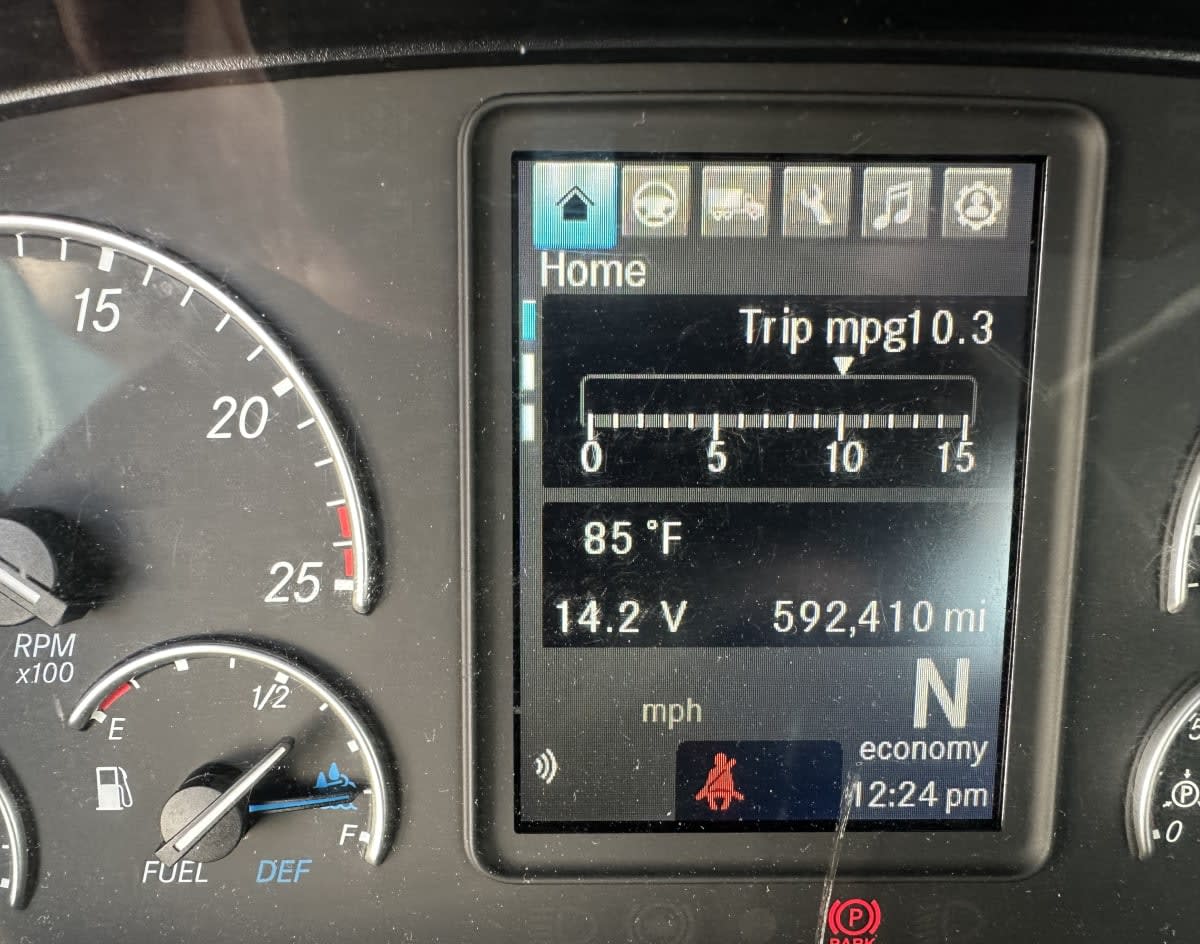 Home
Trip mpg10.3
0 5 10 15
85 °F
14.2 V 592,410 mi
N
mph
economy
12:24 pm
15
20
25
RPM
x100
1/2
E
F
FUEL DEF
P
PARK
P
0